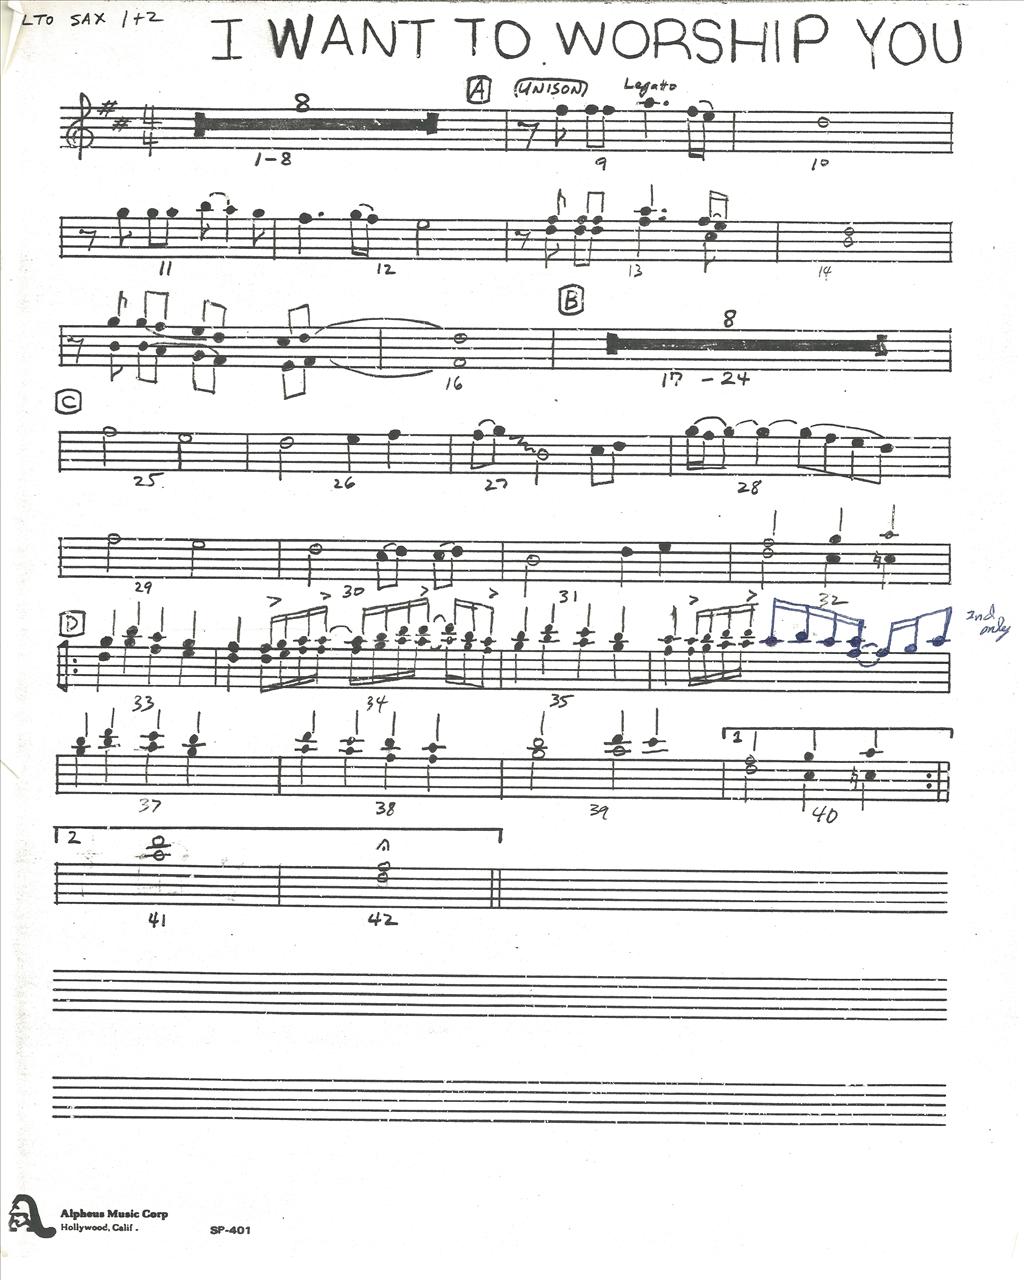 LTO SAX 1+2
I WANT TO WORSHIP YOU
8 A UNISON Legatto
4
4
1-8 9 10
11 12 13 14
B
8
16 17-24
C
25 26 27 28
29 30 31 32
D 2nd only
33 34 35
1
37 38 39 40
2
41 42
Alpheus Music Corp
Hollywood, Calif.
SP-401